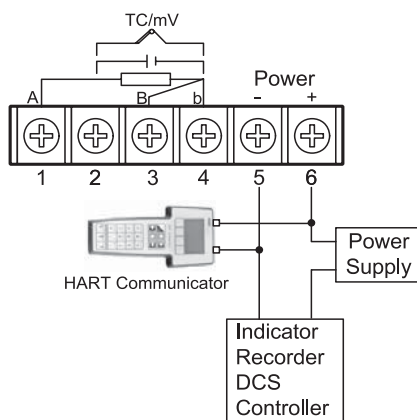 TC/mV
A
B
b
Power
- +
1 2 3 4 5 6
HART Communicator
Power
Supply
Indicator
Recorder
DCS
Controller